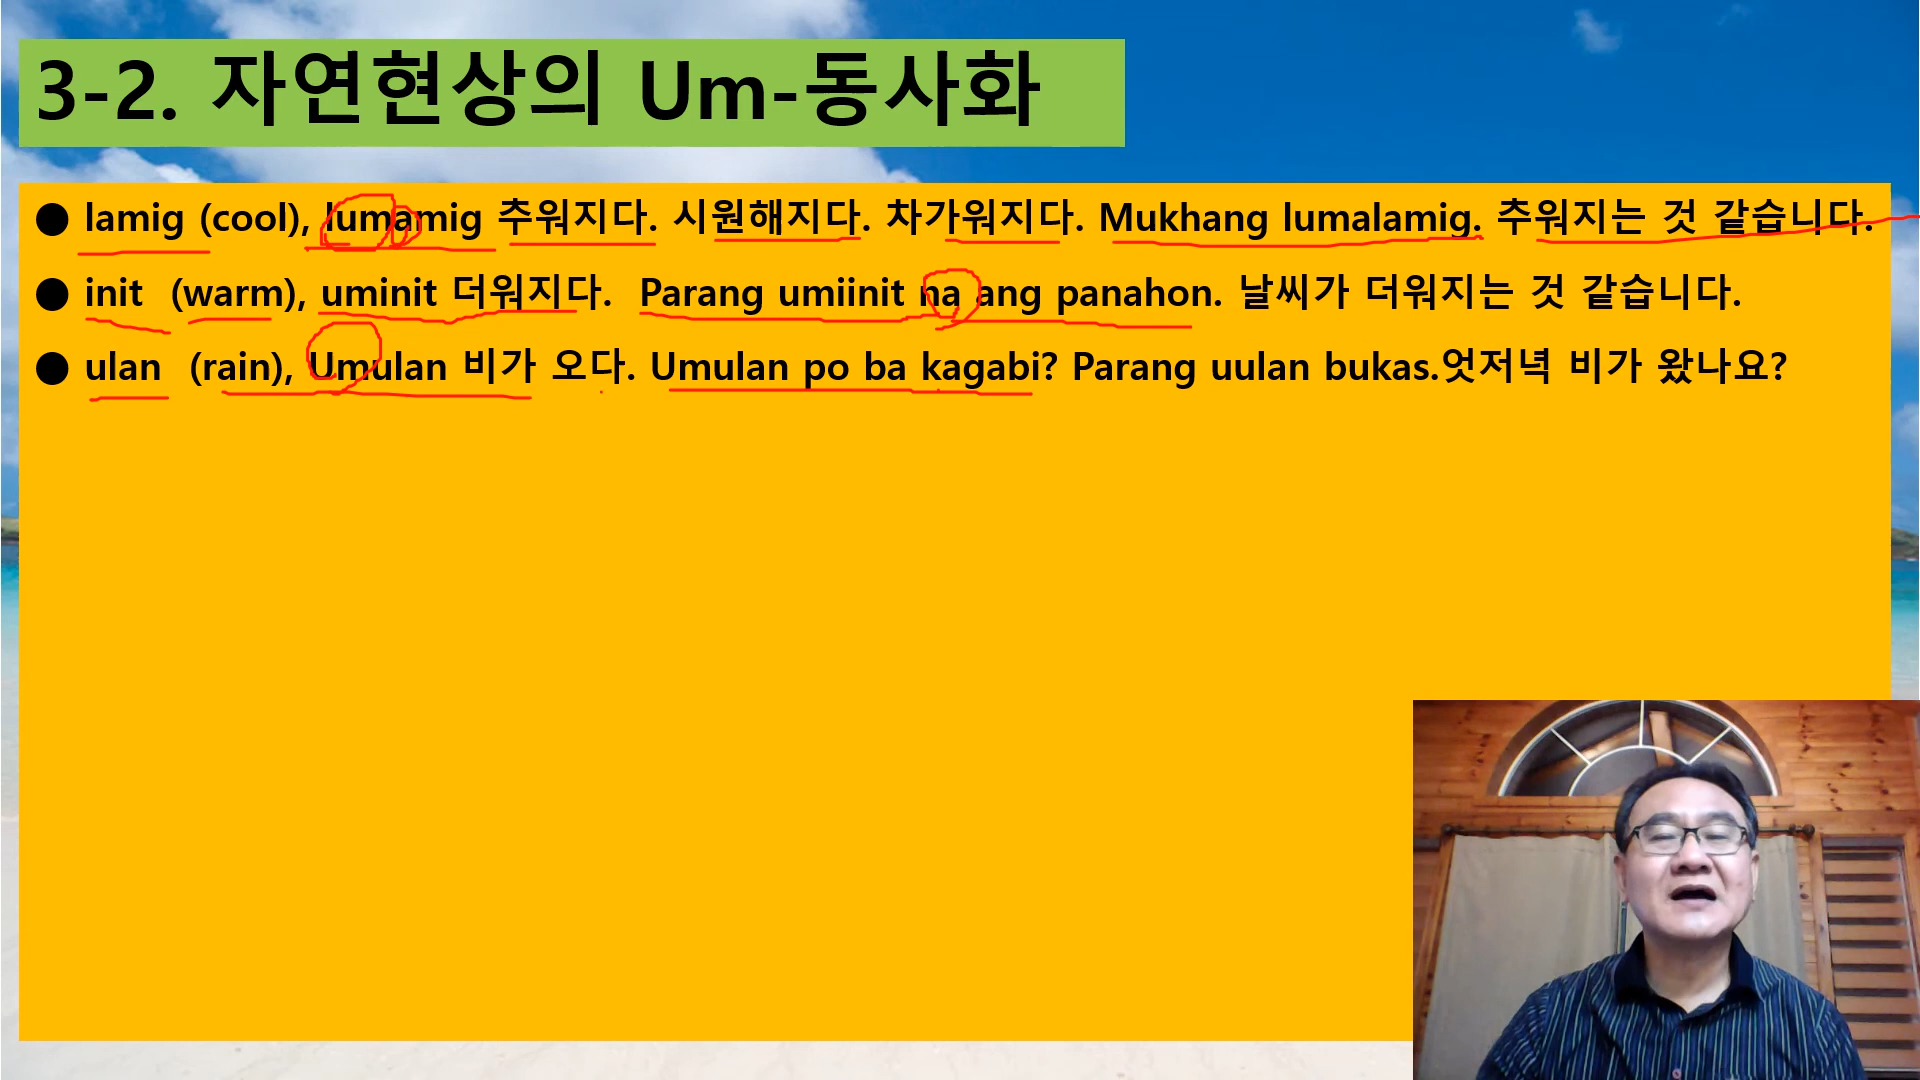 3-2. 자연현상의 Um-동사화
● lamig (cool), lumamig 추워지다. 시원해지다. 차가워지다. Mukhang lumalamig. 추워지는 것 같습니다.
● init (warm), uminit 더워지다. Parang umiinit na ang panahon. 날씨가 더워지는 것 같습니다.
● ulan (rain), Umulan 비가 오다. Umulan po ba kagabi? Parang uulan bukas.엇저녁 비가 왔나요?